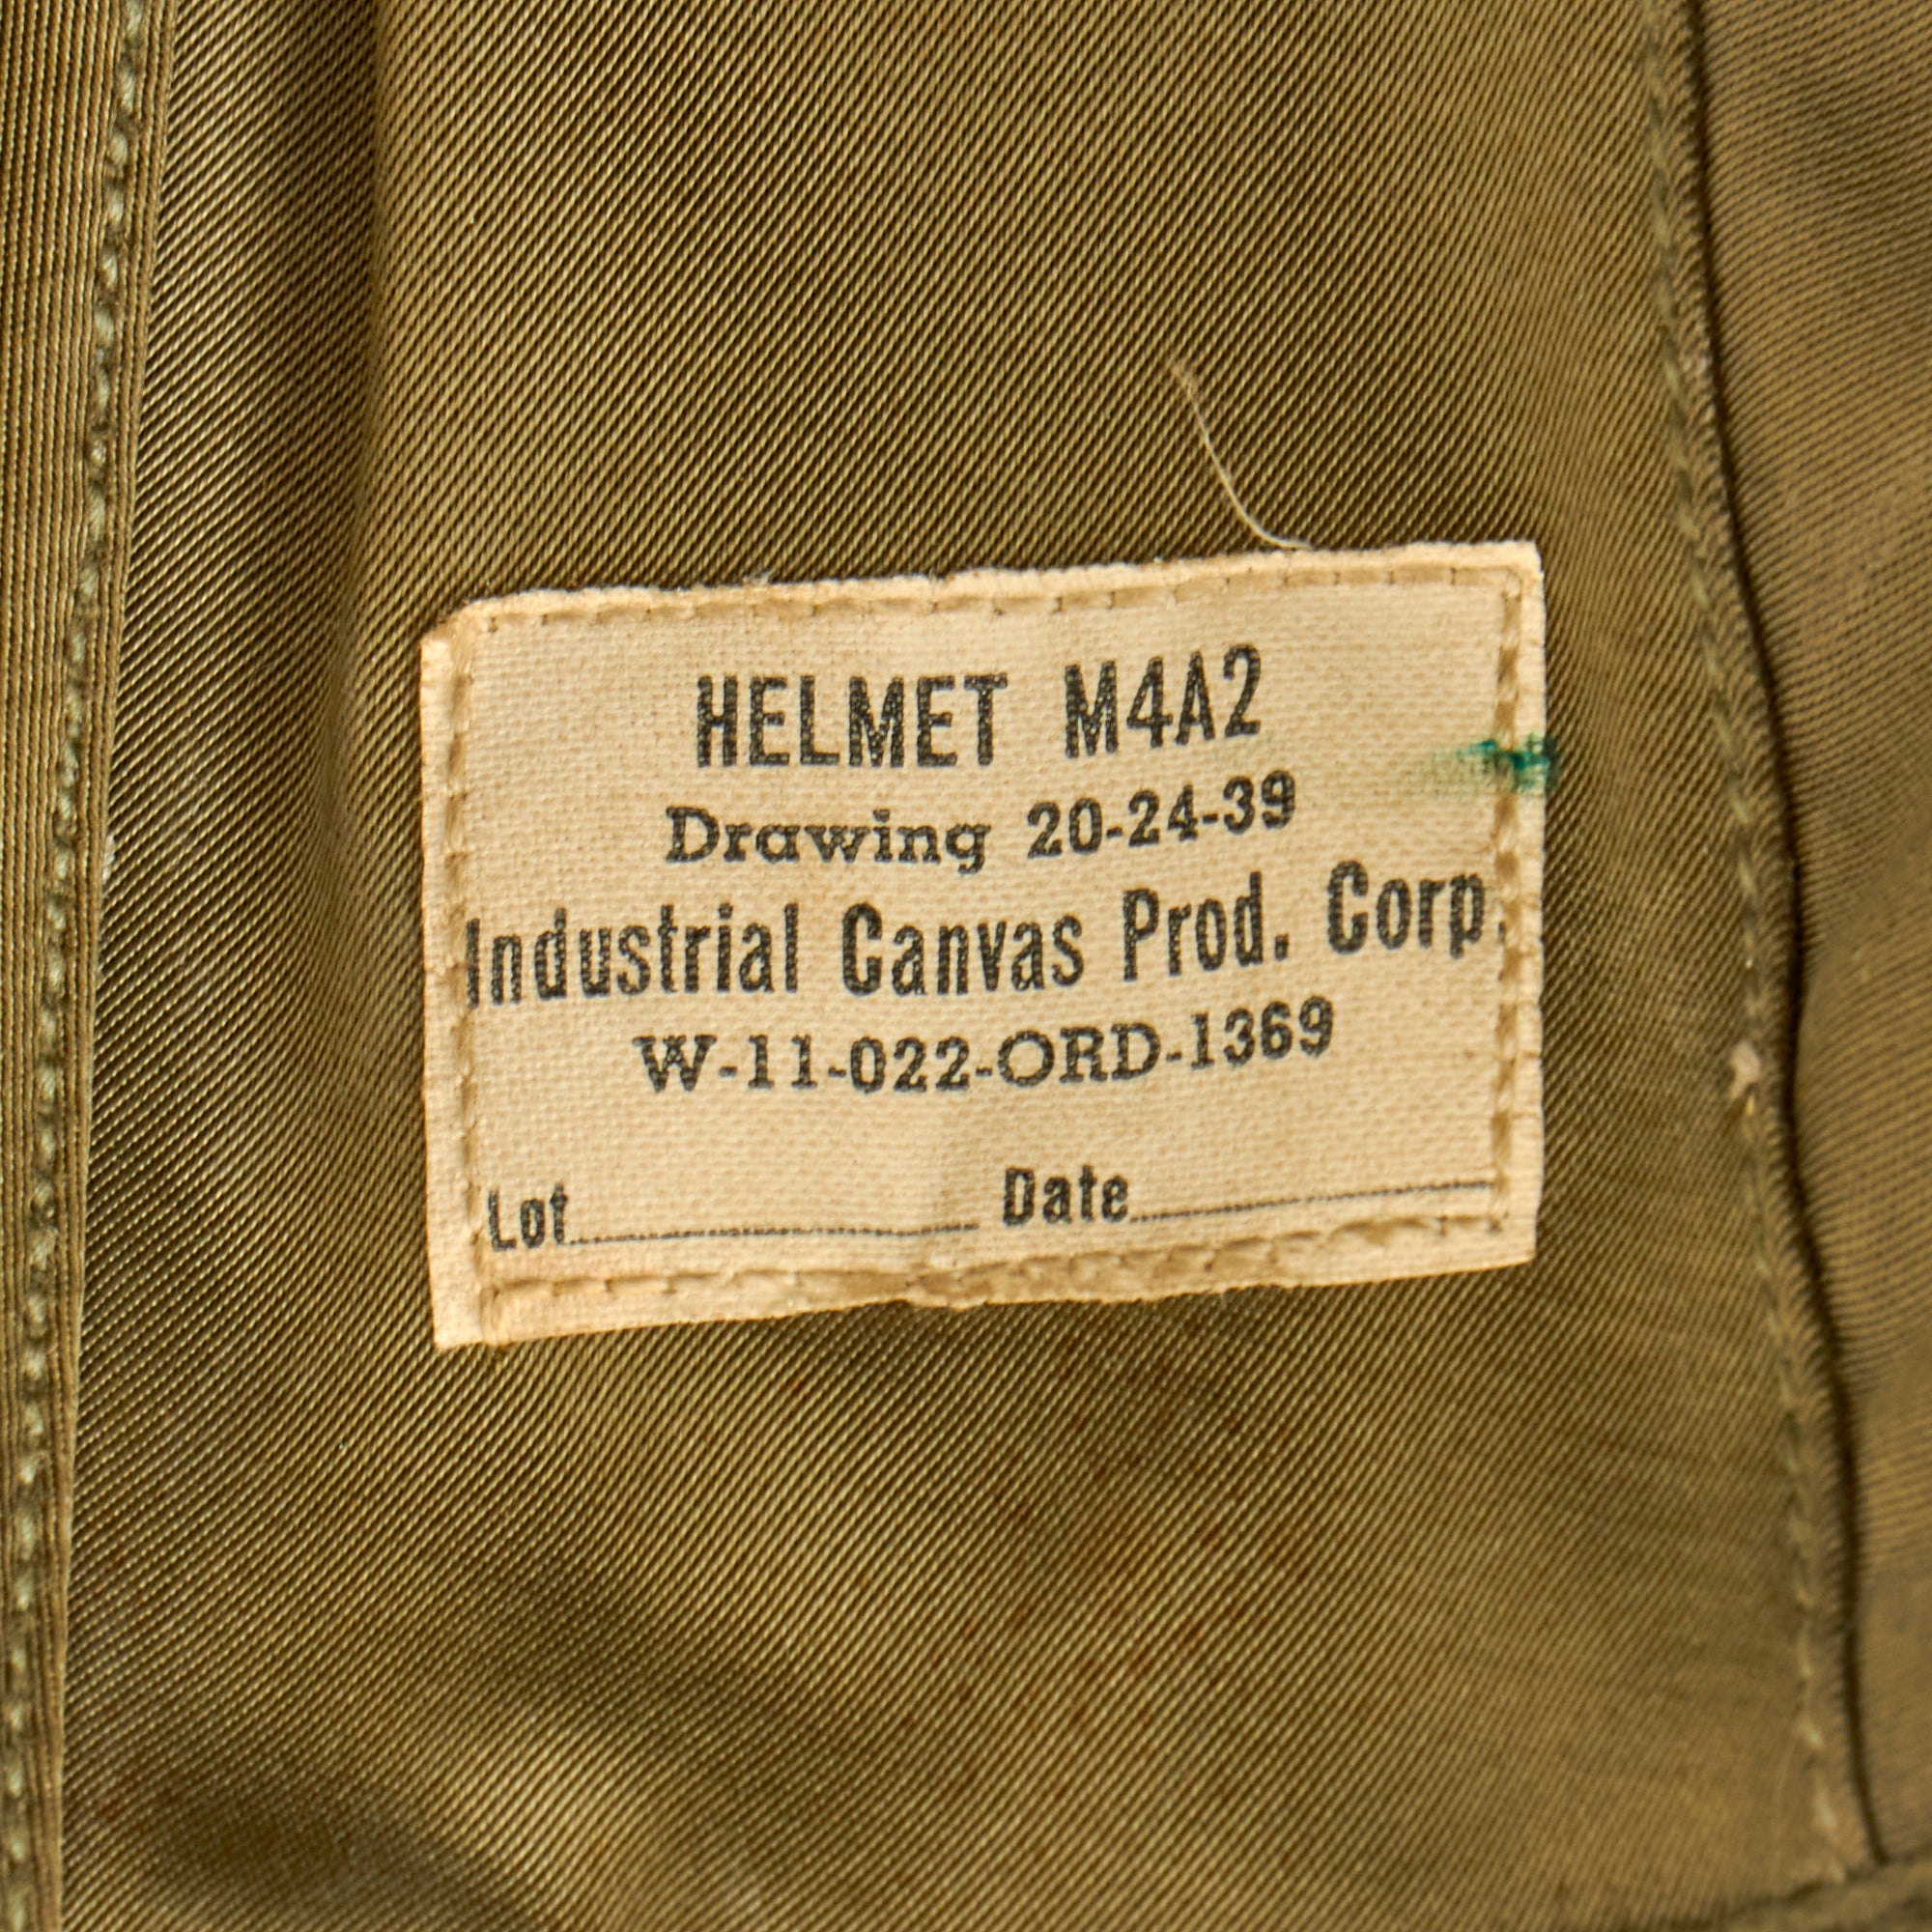 HELMET M4A2
Drawing 20-24-39
Industrial Canvas Prod. Corp.
W-11-022-ORD-1369
Lot Date